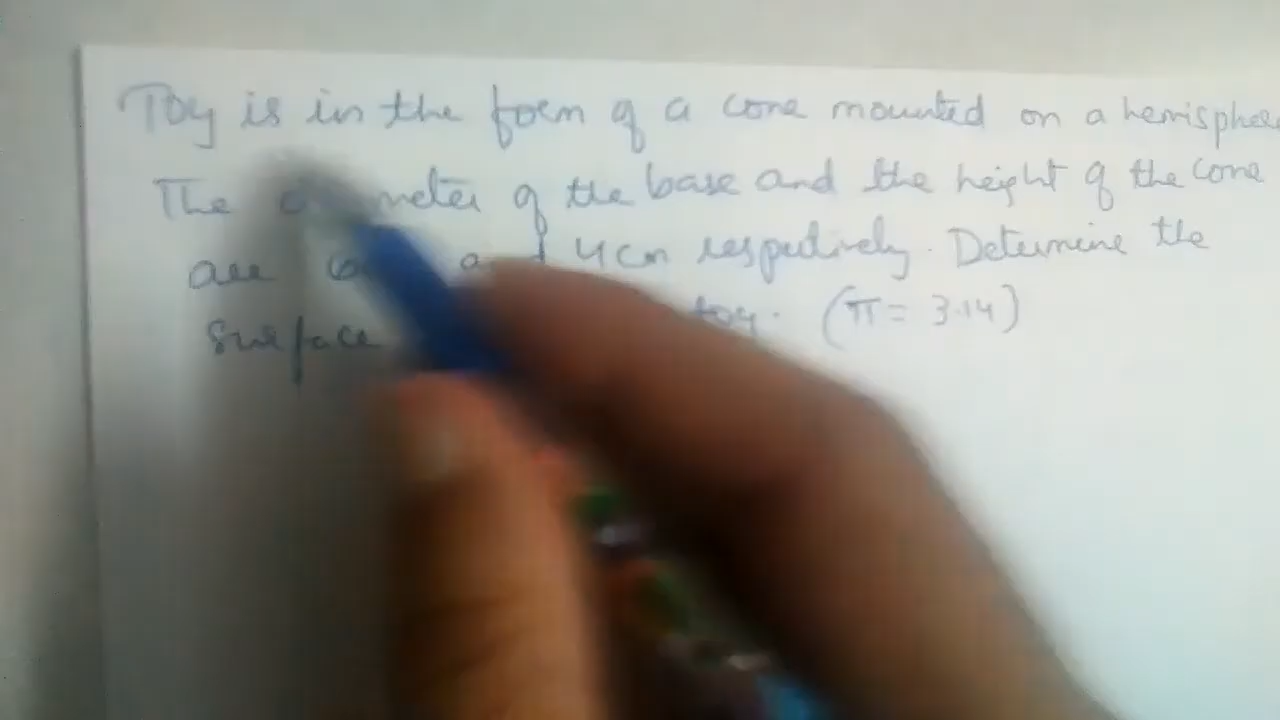 Toy is in the form of a cone mounted on a hemisphere
The of the base and the height of the cone
are 4cm respectively. Determine the
surface toy. (π = 3.14)